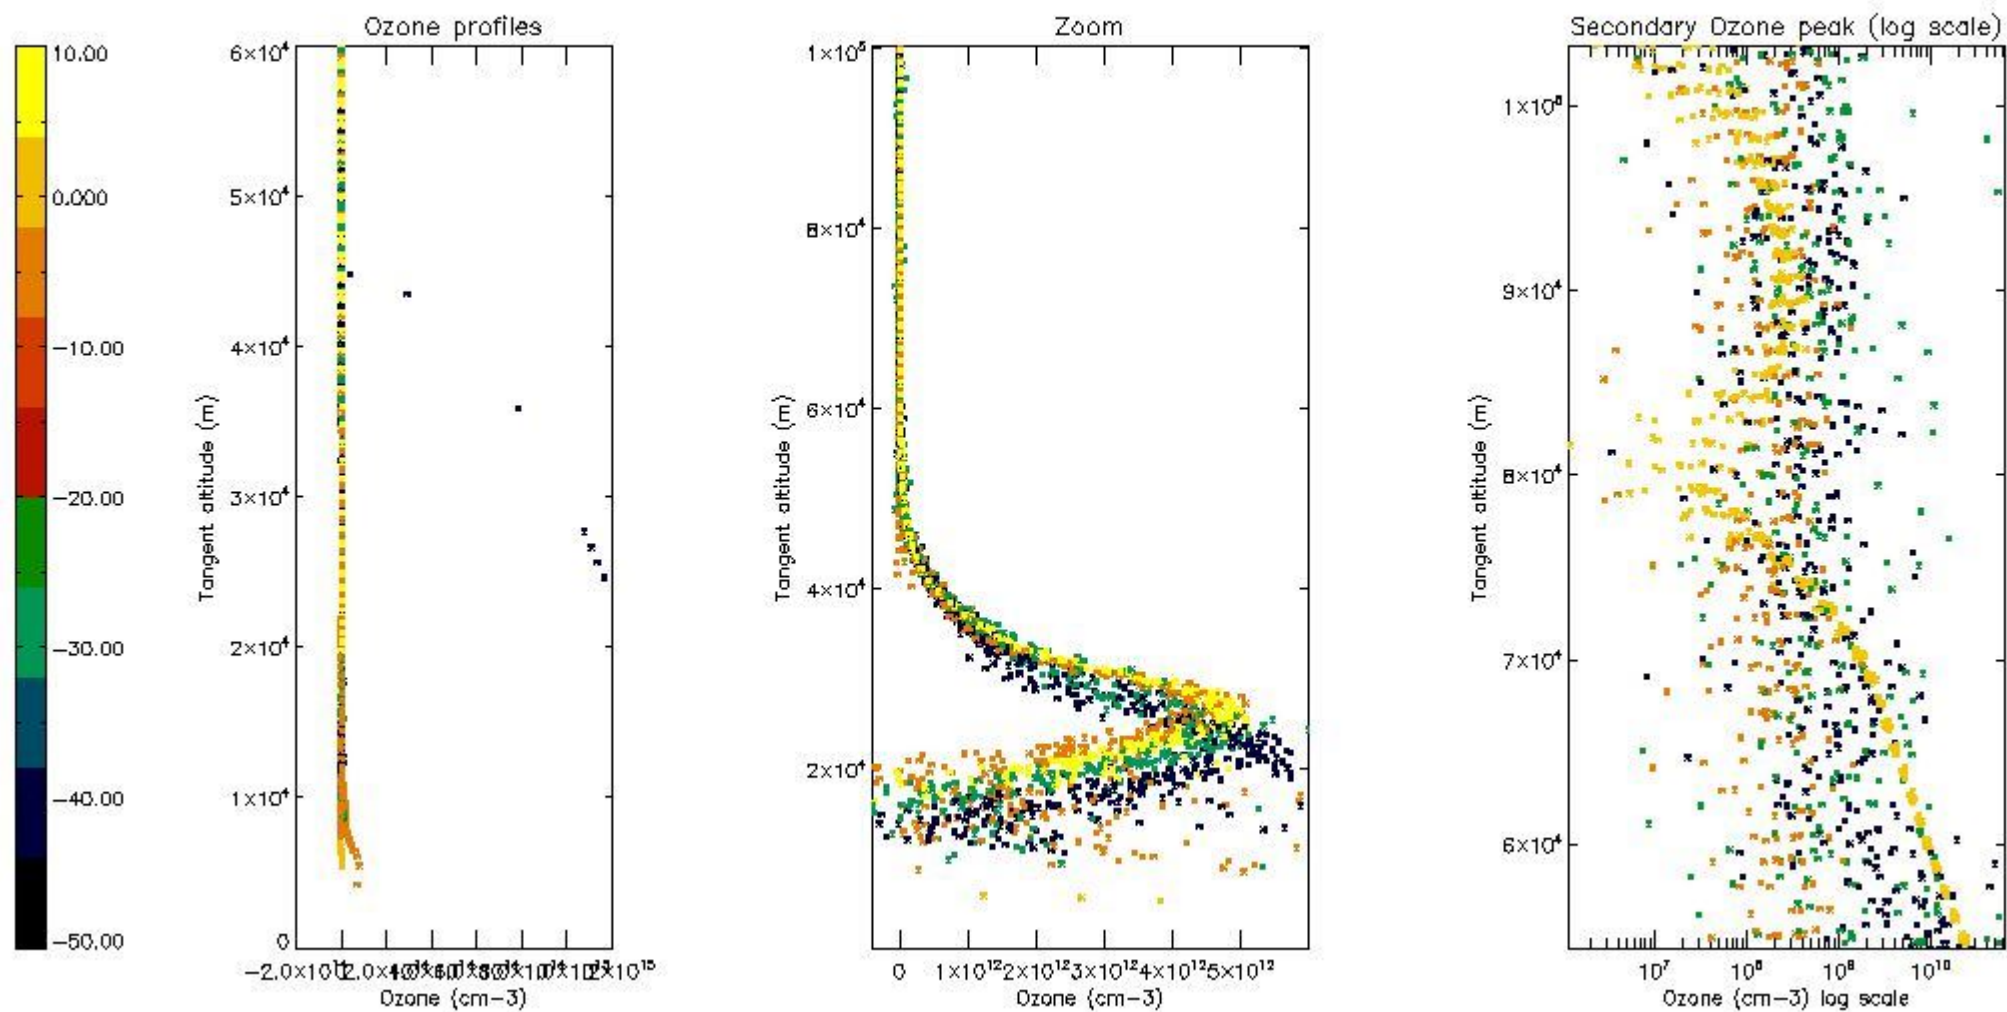 Ozone profiles
Zoom
Secondary Ozone peak (log scale)
10.00
0.000
−10.00
−20.00
−30.00
−40.00
−50.00
6×10⁴
5×10⁴
4×10⁴
3×10⁴
2×10⁴
1×10⁴
0
Tangent altitude (m)
Ozone (cm−3)
1×10⁵
8×10⁴
6×10⁴
4×10⁴
2×10⁴
Tangent altitude (m)
0 1×10¹² 2×10¹² 3×10¹² 4×10¹² 5×10¹²
Ozone (cm−3)
9×10⁴
8×10⁴
7×10⁴
6×10⁴
Tangent altitude (m)
10⁷ 10⁸ 10⁹ 10¹⁰
Ozone (cm−3) log scale